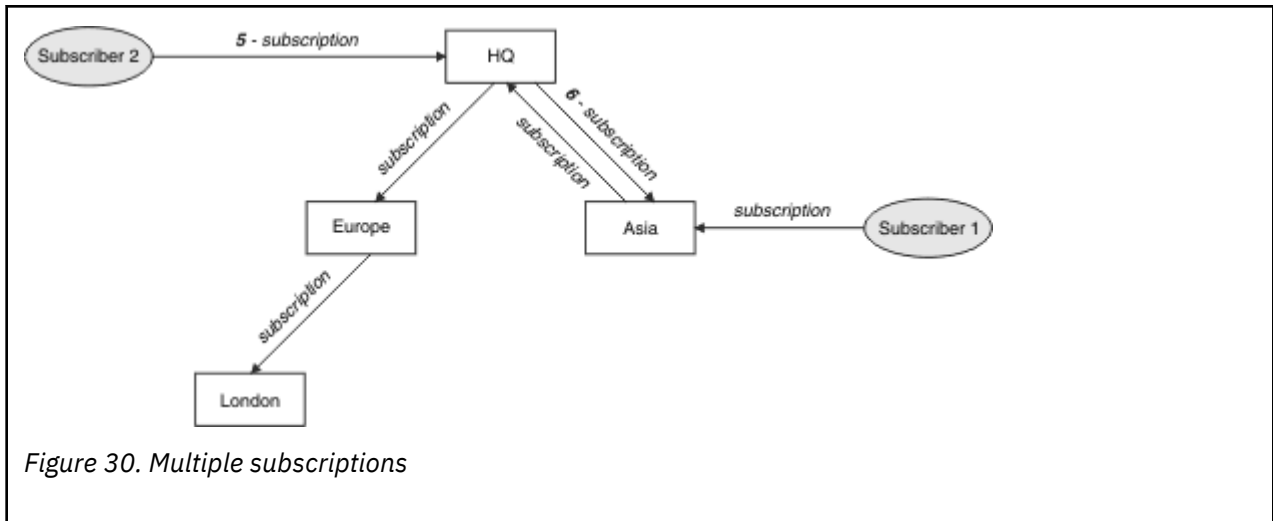 Subscriber 2
5 - subscription
HQ
subscription
subscription
6 - subscription
Europe
Asia
subscription
Subscriber 1
subscription
London
Figure 30. Multiple subscriptions